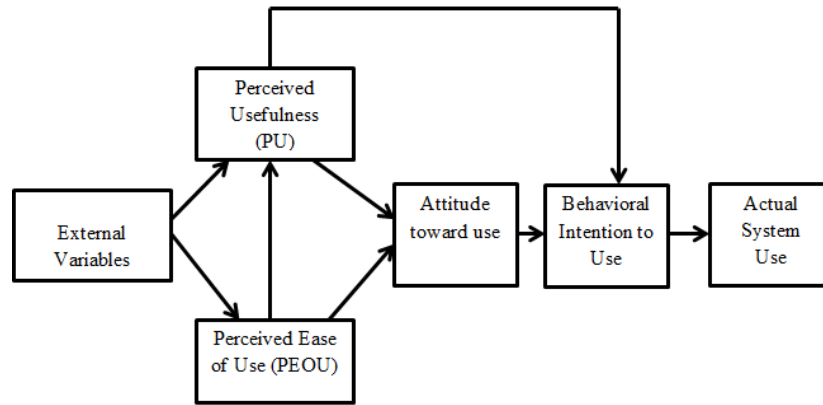 Perceived
Usefulness
(PU)
External
Variables
Perceived Ease
of Use (PEOU)
Attitude
toward use
Behavioral
Intention to
Use
Actual
System
Use